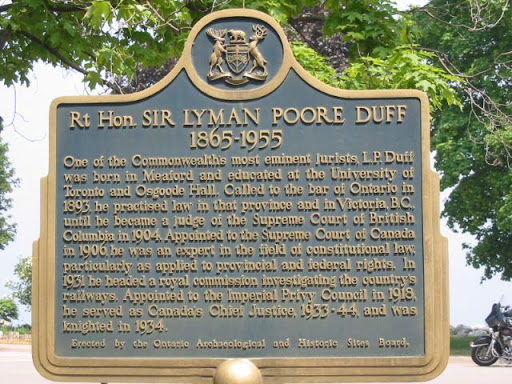 Rt Hon. SIR LYMAN POORE DUFF
1865-1955
One of the Commonwealth's most eminent jurists, L.P. Duff
was born in Meaford and educated at the University of
Toronto and Osgoode Hall. Called to the bar of Ontario in
1893 he practised law in that province and in Victoria, B.C.,
until he became a judge of the Supreme Court of British
Columbia in 1904. Appointed to the Supreme Court of Canada
in 1906, he was an expert in the field of constitutional law,
particularly as applied to provincial and federal rights. In
1931 he headed a royal commission investigating the country's
railways. Appointed to the Imperial Privy Council in 1918,
he served as Canada's Chief Justice, 1933-44, and was
knighted in 1934.
Erected by the Ontario Archaeological and Historic Sites Board.